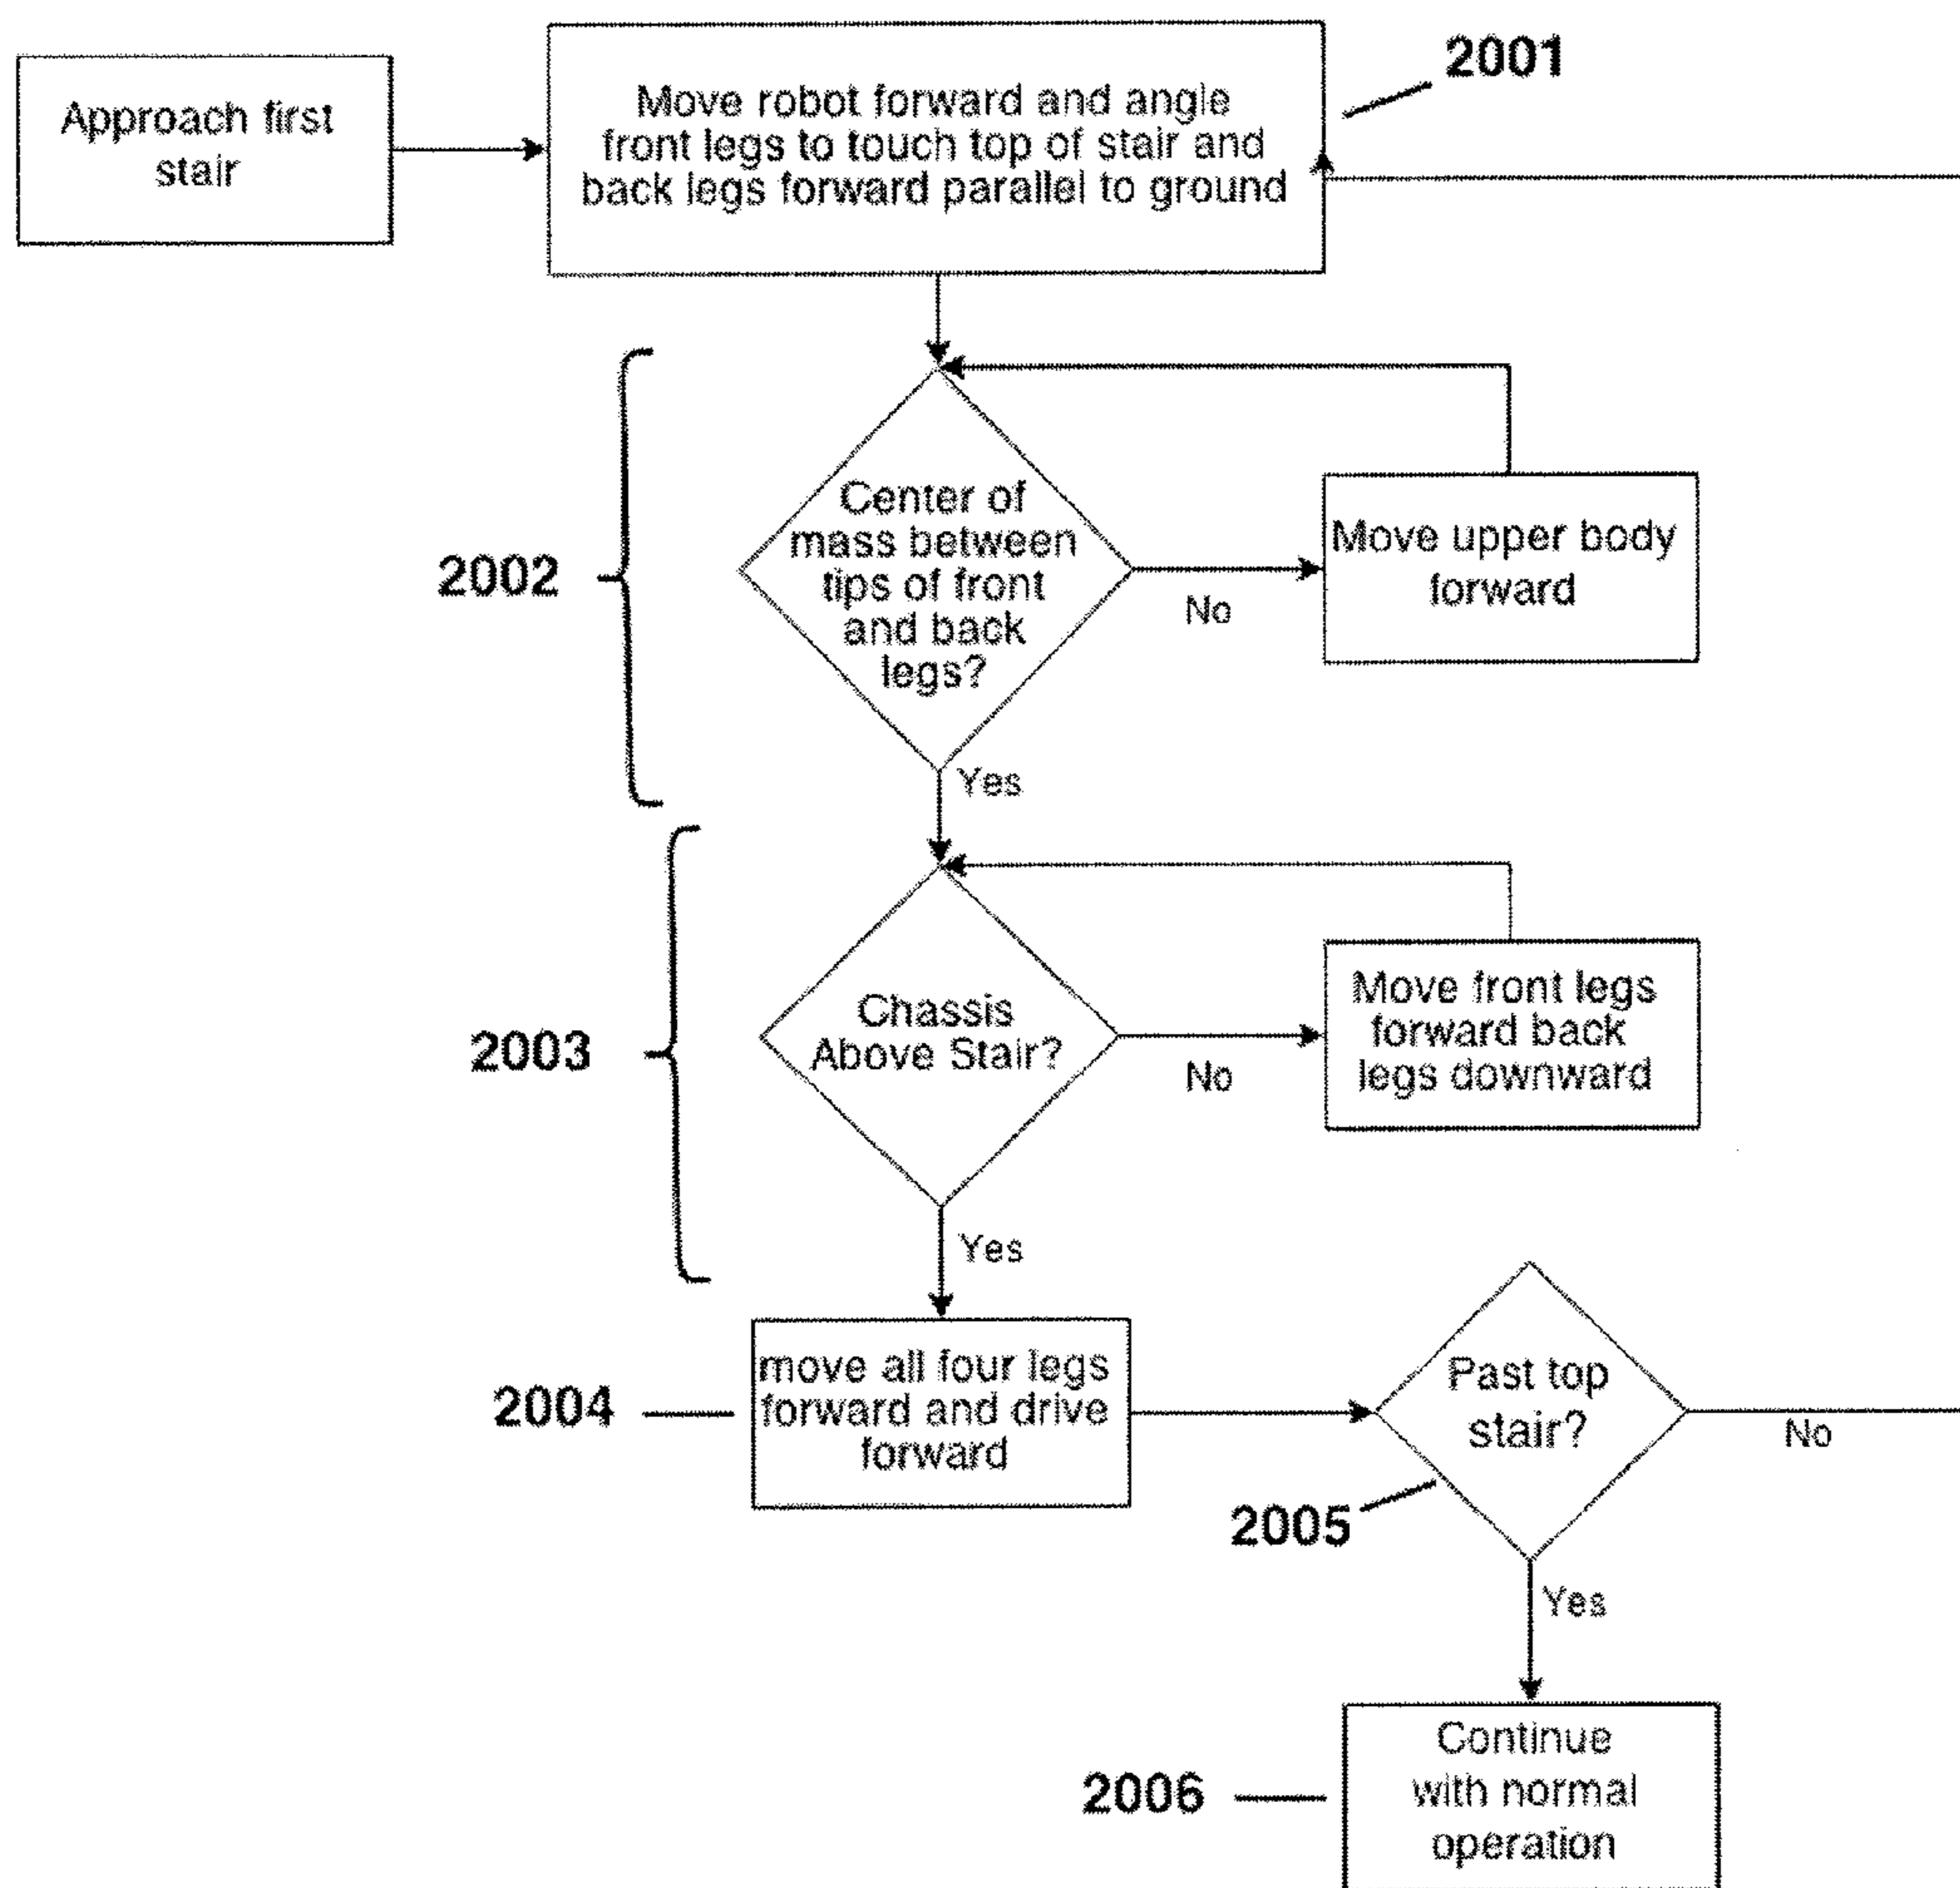 Approach first
stair
Move robot forward and angle
front legs to touch top of stair and
back legs forward parallel to ground
2001
Center of
mass between
tips of front
and back
legs?
2002
No
Move upper body
forward
Yes
Chassis
Above Stair?
2003
No
Move front legs
forward back
legs downward
Yes
move all four legs
forward and drive
forward
2004
Past top
stair?
No
2005
Yes
Continue
with normal
operation
2006